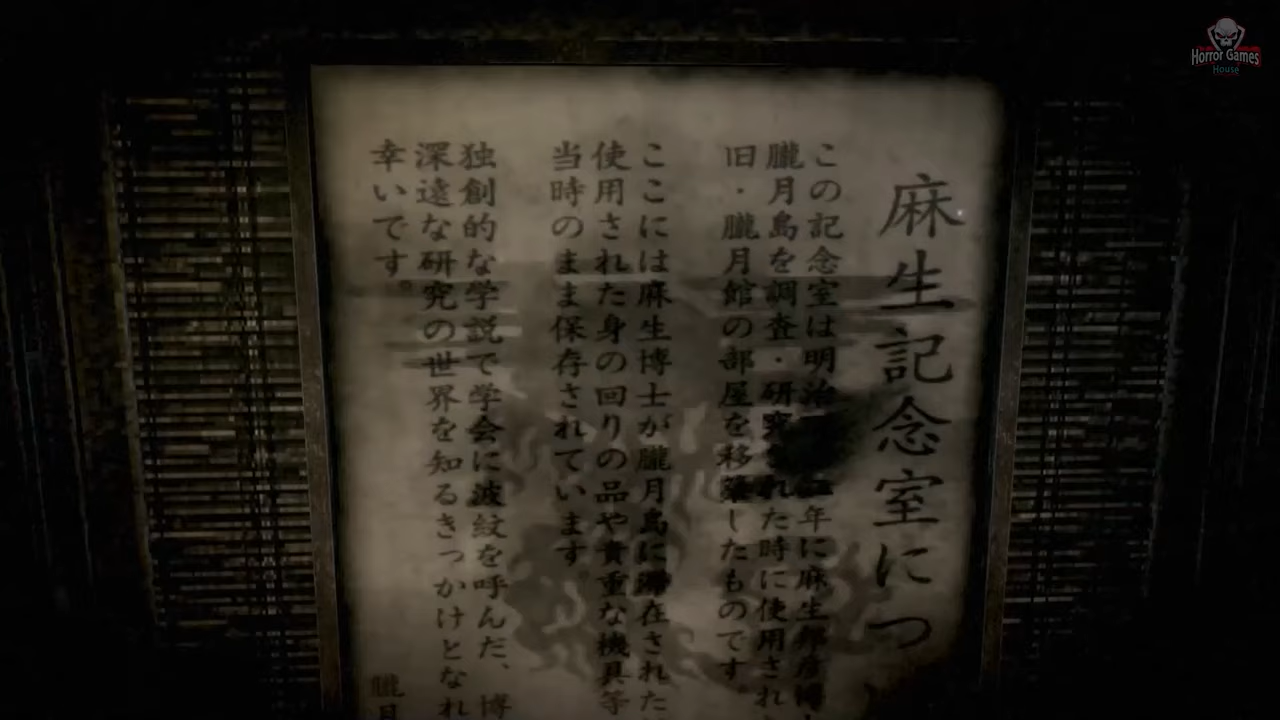 麻生記念室につ
この記念室は明治 年に麻生邦彦博
朧月島を調査・研究された時に使用され
旧・朧月館の部屋を移築したものです。
ここには麻生博士が朧月島に滞在された
使用された身の回りの品や貴重な機具等
当時のまま保存されています。
独創的な学説で学会に波紋を呼んだ、博
深遠な研究の世界を知るきっかけとなれ
幸いです。
朧月
Horror Games
House